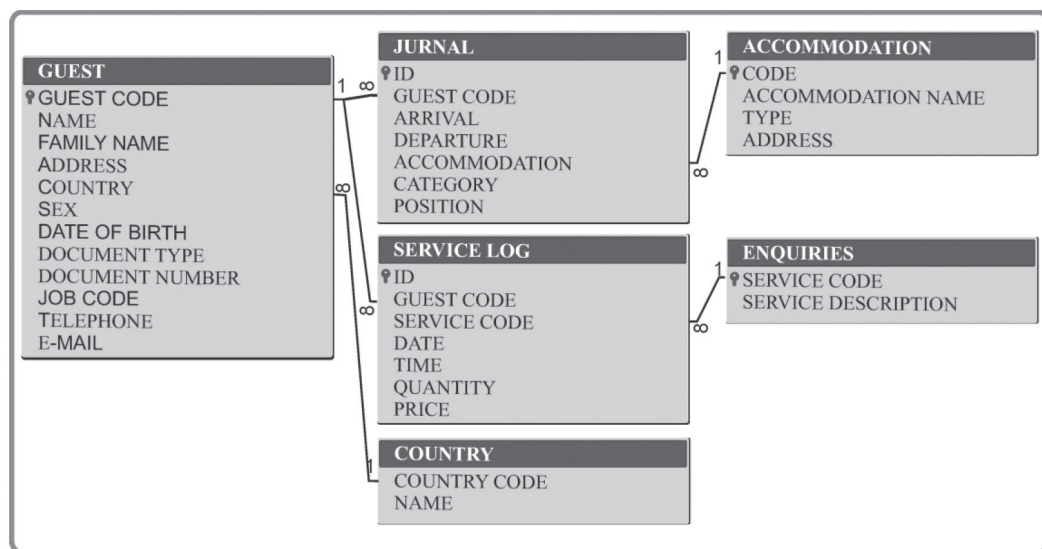 GUEST
GUEST CODE
NAME
FAMILY NAME
ADDRESS
COUNTRY
SEX
DATE OF BIRTH
DOCUMENT TYPE
DOCUMENT NUMBER
JOB CODE
TELEPHONE
E-MAIL
1
∞
∞
∞
1
JURNAL
ID
GUEST CODE
ARRIVAL
DEPARTURE
ACCOMMODATION
CATEGORY
POSITION
SERVICE LOG
ID
GUEST CODE
SERVICE CODE
DATE
TIME
QUANTITY
PRICE
COUNTRY
COUNTRY CODE
NAME
1
∞
1
∞
ACCOMMODATION
CODE
ACCOMMODATION NAME
TYPE
ADDRESS
ENQUIRIES
SERVICE CODE
SERVICE DESCRIPTION